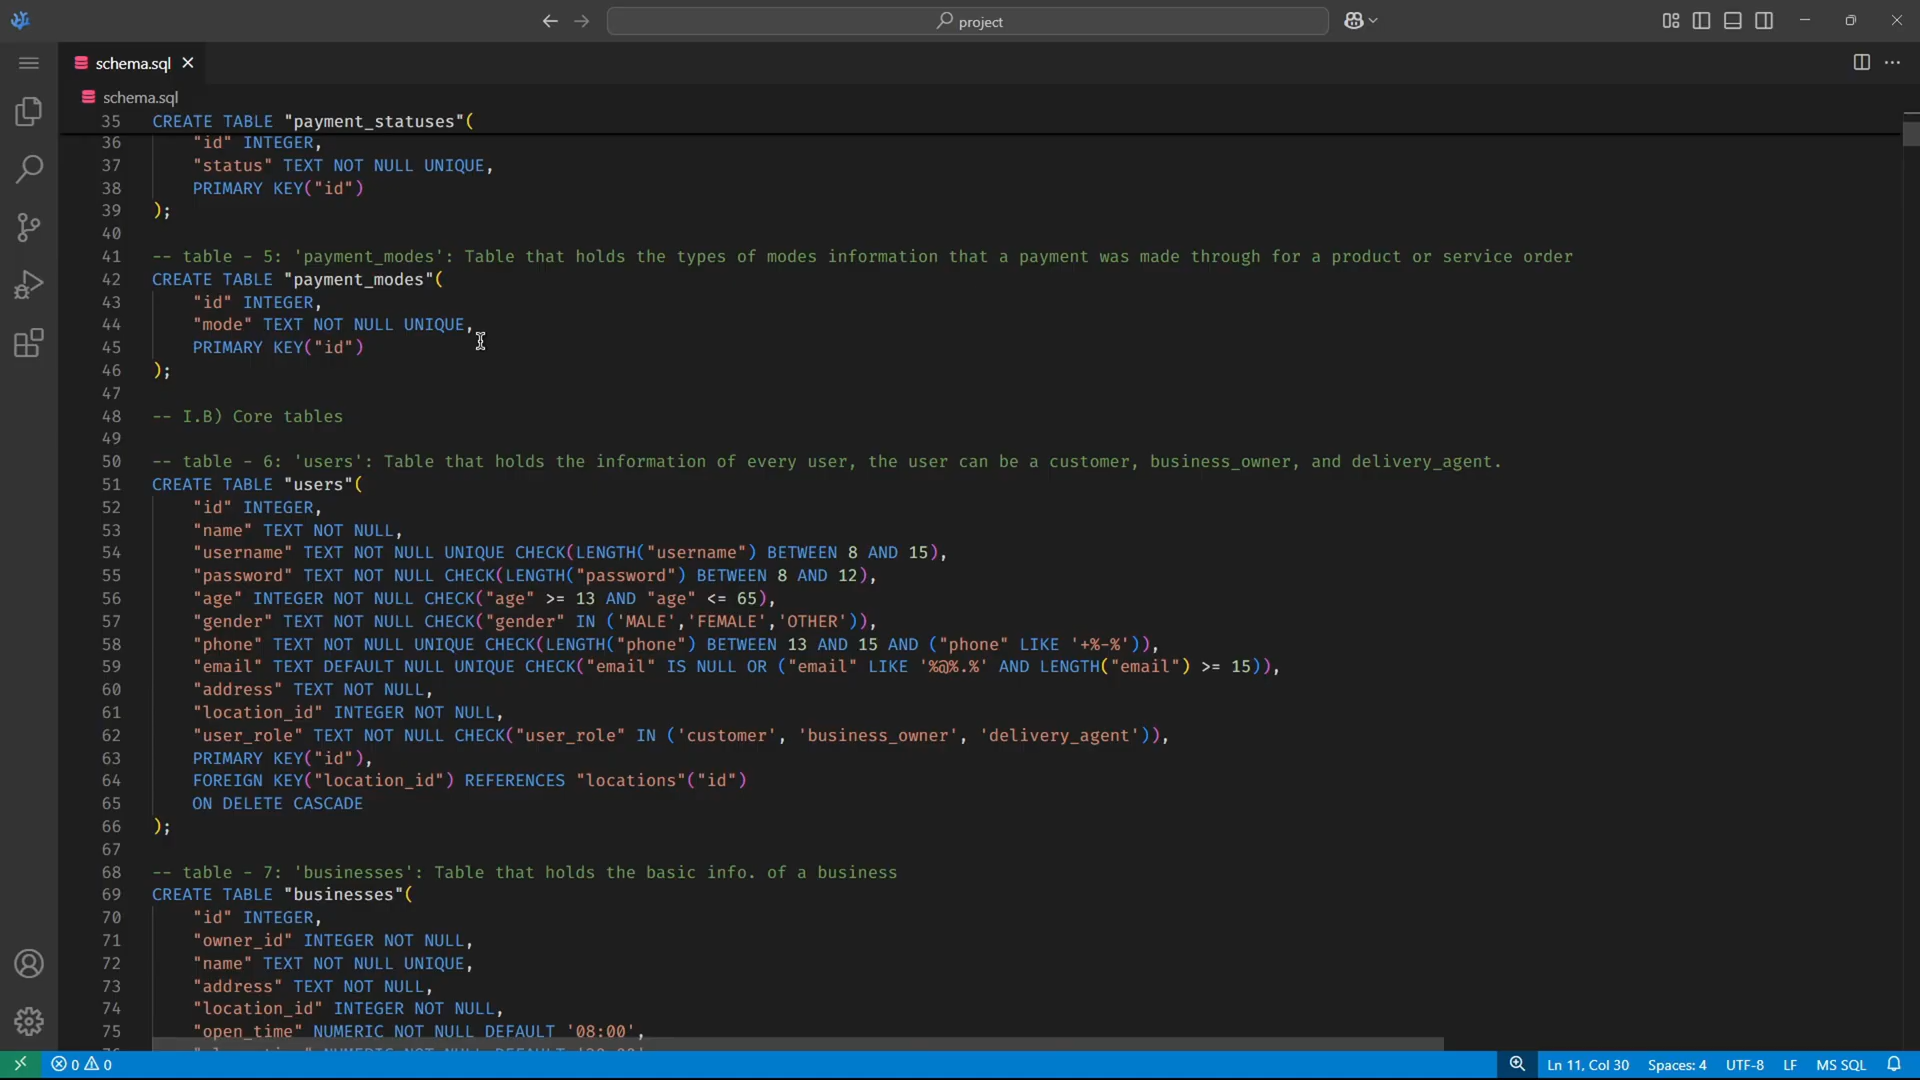 project
schema.sql
schema.sql
35 CREATE TABLE "payment_statuses"(
36 "id" INTEGER,
37 "status" TEXT NOT NULL UNIQUE,
38 PRIMARY KEY("id")
39 );
40
41 -- table - 5: 'payment_modes': Table that holds the types of modes information that a payment was made through for a product or service order
42 CREATE TABLE "payment_modes"(
43 "id" INTEGER,
44 "mode" TEXT NOT NULL UNIQUE,
45 PRIMARY KEY("id")
46 );
47
48 -- I.B) Core tables
49
50 -- table - 6: 'users': Table that holds the information of every user, the user can be a customer, business_owner, and delivery_agent.
51 CREATE TABLE "users"(
52 "id" INTEGER,
53 "name" TEXT NOT NULL,
54 "username" TEXT NOT NULL UNIQUE CHECK(LENGTH("username") BETWEEN 8 AND 15),
55 "password" TEXT NOT NULL CHECK(LENGTH("password") BETWEEN 8 AND 12),
56 "age" INTEGER NOT NULL CHECK("age" >= 13 AND "age" <= 65),
57 "gender" TEXT NOT NULL CHECK("gender" IN ('MALE','FEMALE','OTHER')),
58 "phone" TEXT NOT NULL UNIQUE CHECK(LENGTH("phone") BETWEEN 13 AND 15 AND ("phone" LIKE '+%-%')),
59 "email" TEXT DEFAULT NULL UNIQUE CHECK("email" IS NULL OR ("email" LIKE '%@%.%' AND LENGTH("email") >= 15)),
60 "address" TEXT NOT NULL,
61 "location_id" INTEGER NOT NULL,
62 "user_role" TEXT NOT NULL CHECK("user_role" IN ('customer', 'business_owner', 'delivery_agent')),
63 PRIMARY KEY("id"),
64 FOREIGN KEY("location_id") REFERENCES "locations"("id")
65 ON DELETE CASCADE
66 );
67
68 -- table - 7: 'businesses': Table that holds the basic info. of a business
69 CREATE TABLE "businesses"(
70 "id" INTEGER,
71 "owner_id" INTEGER NOT NULL,
72 "name" TEXT NOT NULL UNIQUE,
73 "address" TEXT NOT NULL,
74 "location_id" INTEGER NOT NULL,
75 "open_time" NUMERIC NOT NULL DEFAULT '08:00',
0 0 Ln 11, Col 30 Spaces: 4 UTF-8 LF MS SQL